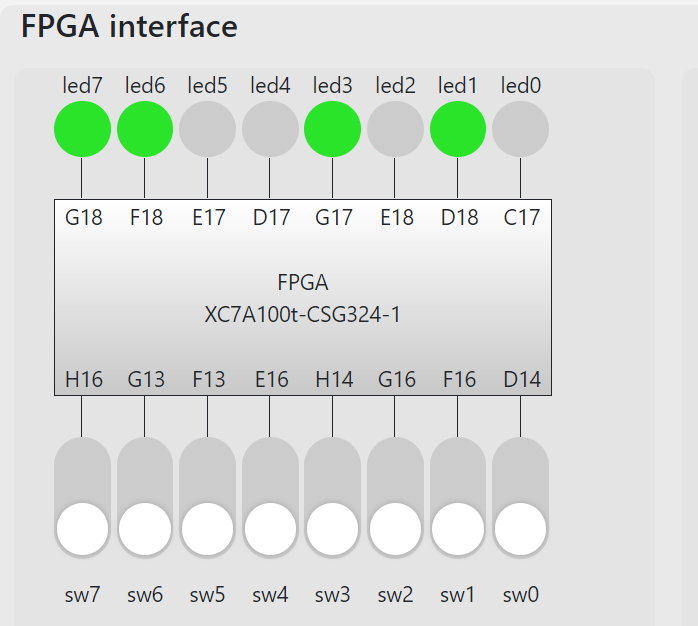 FPGA interface
led7 led6 led5 led4 led3 led2 led1 led0
G18 F18 E17 D17 G17 E18 D18 C17
FPGA
XC7A100t-CSG324-1
H16 G13 F13 E16 H14 G16 F16 D14
sw7 sw6 sw5 sw4 sw3 sw2 sw1 sw0